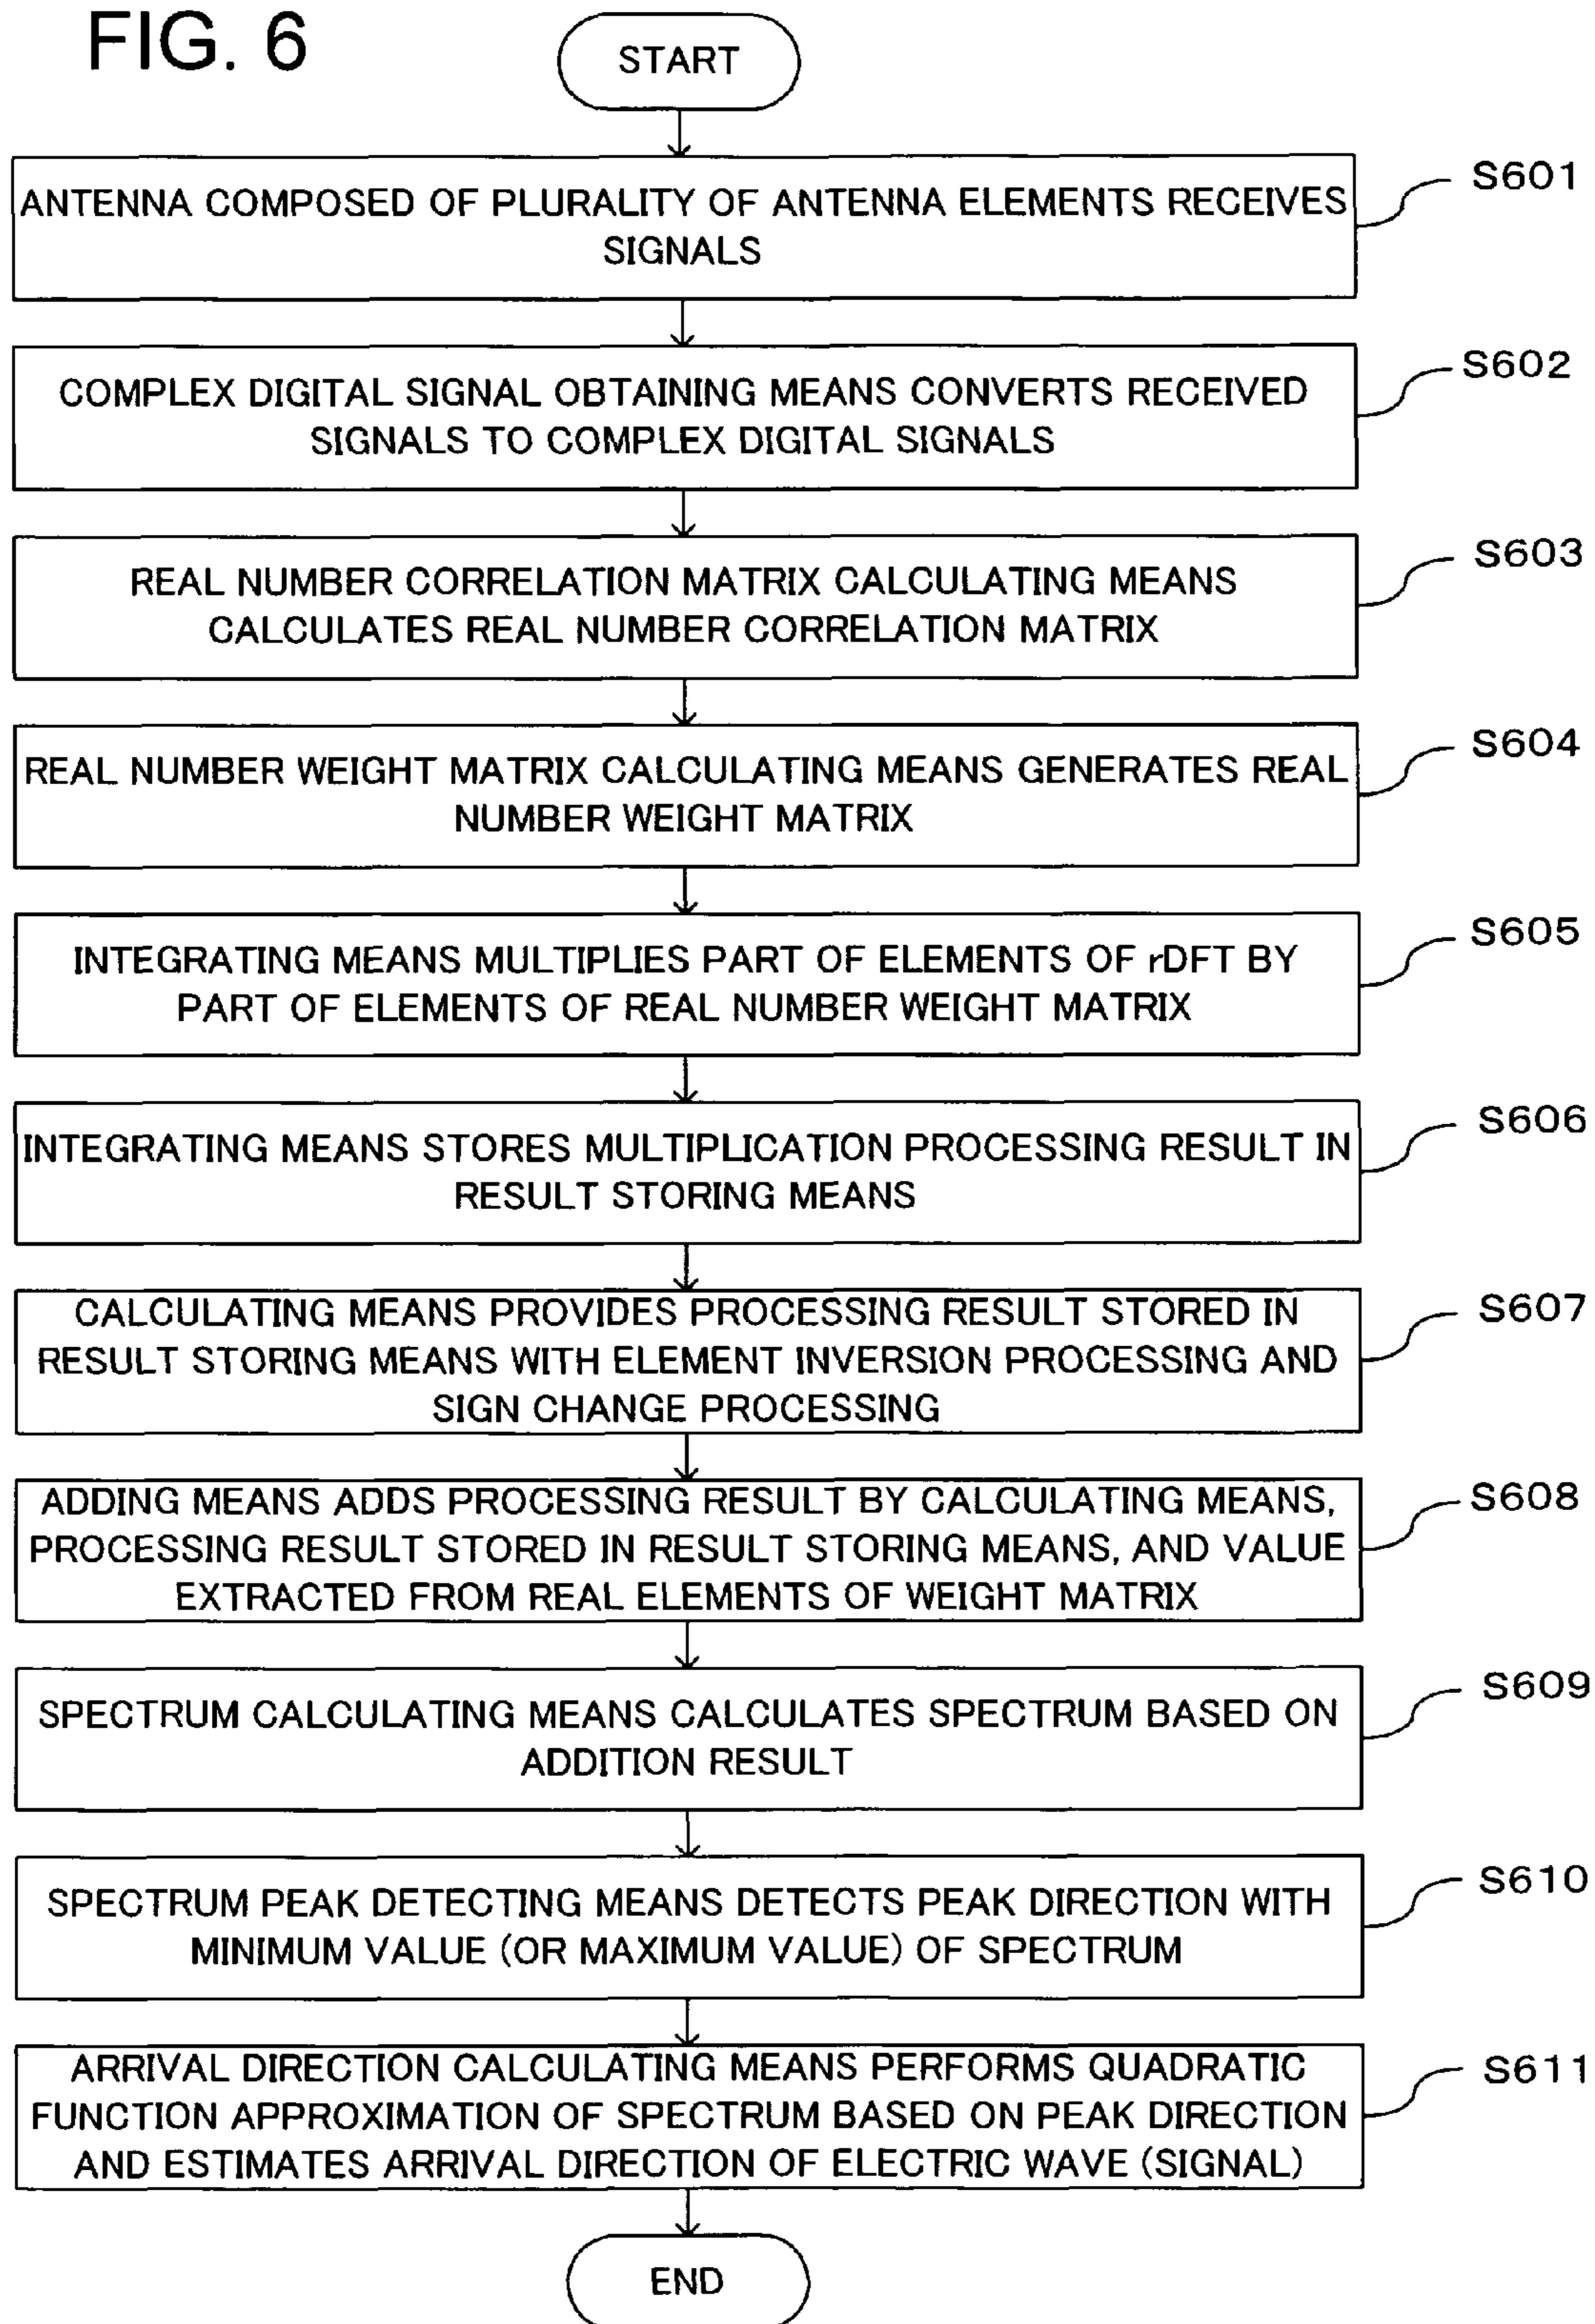 FIG. 6
START
ANTENNA COMPOSED OF PLURALITY OF ANTENNA ELEMENTS RECEIVES
SIGNALS
S601
COMPLEX DIGITAL SIGNAL OBTAINING MEANS CONVERTS RECEIVED
SIGNALS TO COMPLEX DIGITAL SIGNALS
S602
REAL NUMBER CORRELATION MATRIX CALCULATING MEANS
CALCULATES REAL NUMBER CORRELATION MATRIX
S603
REAL NUMBER WEIGHT MATRIX CALCULATING MEANS GENERATES REAL
NUMBER WEIGHT MATRIX
S604
INTEGRATING MEANS MULTIPLIES PART OF ELEMENTS OF rDFT BY
PART OF ELEMENTS OF REAL NUMBER WEIGHT MATRIX
S605
INTEGRATING MEANS STORES MULTIPLICATION PROCESSING RESULT IN
RESULT STORING MEANS
S606
CALCULATING MEANS PROVIDES PROCESSING RESULT STORED IN
RESULT STORING MEANS WITH ELEMENT INVERSION PROCESSING AND
SIGN CHANGE PROCESSING
S607
ADDING MEANS ADDS PROCESSING RESULT BY CALCULATING MEANS,
PROCESSING RESULT STORED IN RESULT STORING MEANS, AND VALUE
EXTRACTED FROM REAL ELEMENTS OF WEIGHT MATRIX
S608
SPECTRUM CALCULATING MEANS CALCULATES SPECTRUM BASED ON
ADDITION RESULT
S609
SPECTRUM PEAK DETECTING MEANS DETECTS PEAK DIRECTION WITH
MINIMUM VALUE (OR MAXIMUM VALUE) OF SPECTRUM
S610
ARRIVAL DIRECTION CALCULATING MEANS PERFORMS QUADRATIC
FUNCTION APPROXIMATION OF SPECTRUM BASED ON PEAK DIRECTION
AND ESTIMATES ARRIVAL DIRECTION OF ELECTRIC WAVE (SIGNAL)
S611
END